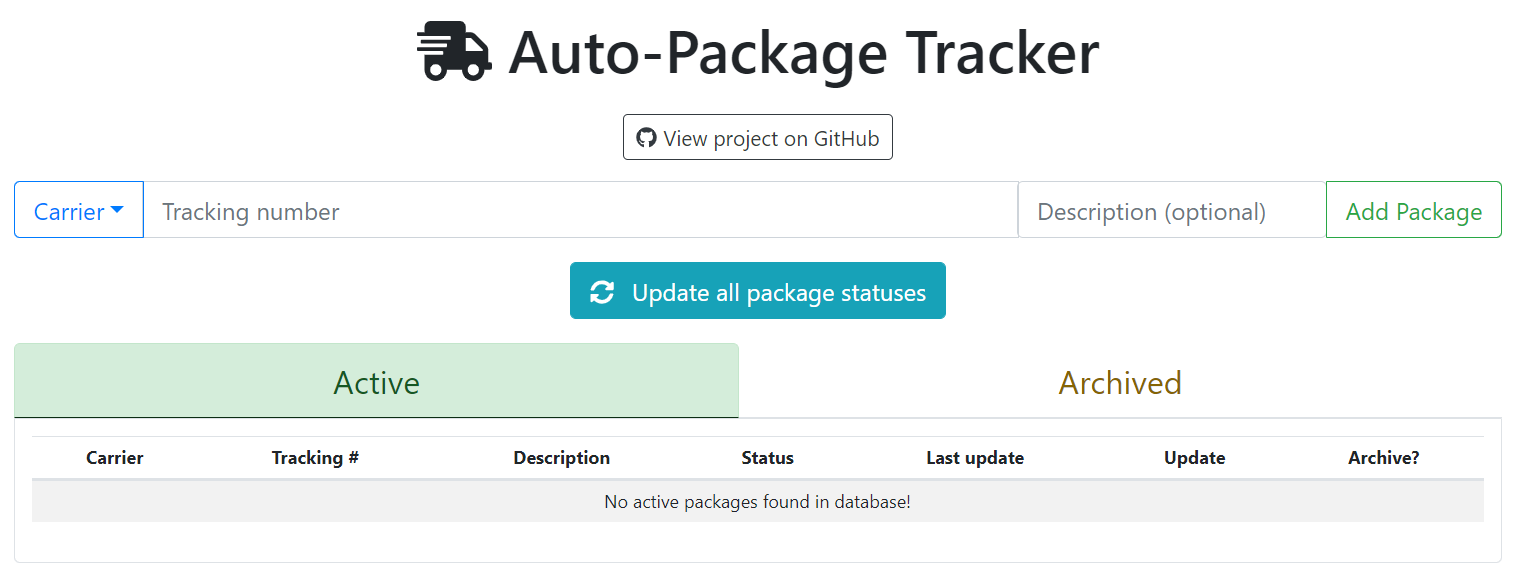 Auto-Package Tracker
View project on GitHub
Carrier Tracking number Description (optional) Add Package
Update all package statuses
Active Archived
Carrier Tracking # Description Status Last update Update Archive?
No active packages found in database!